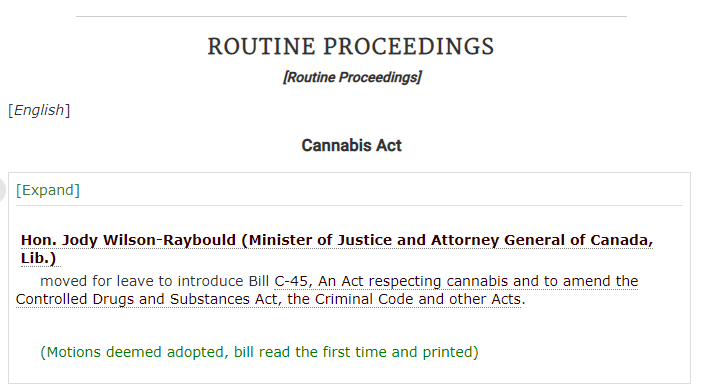 ROUTINE PROCEEDINGS
[Routine Proceedings]
[English]
Cannabis Act
[Expand]
Hon. Jody Wilson-Raybould (Minister of Justice and Attorney General of Canada,
Lib.)
moved for leave to introduce Bill C-45, An Act respecting cannabis and to amend the
Controlled Drugs and Substances Act, the Criminal Code and other Acts.
(Motions deemed adopted, bill read the first time and printed)